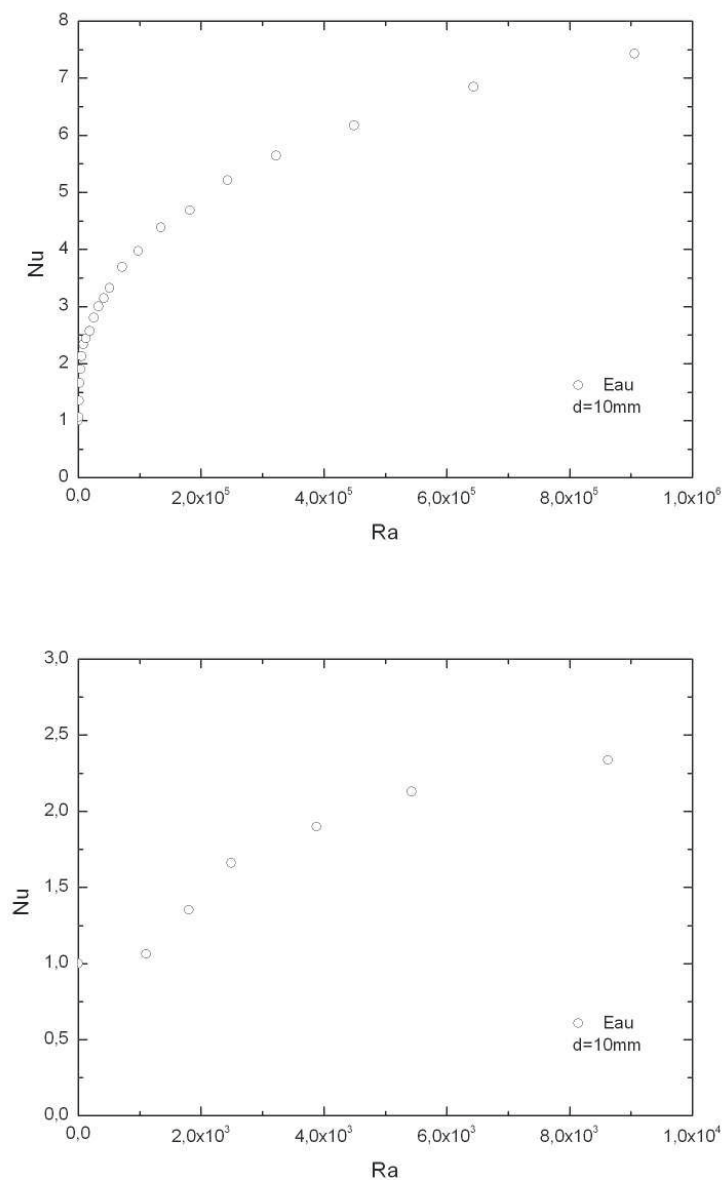 8
7
6
5
4
3
2
1
0
Nu
Eau
d=10mm
0,0
2,0x10⁵
4,0x10⁵
6,0x10⁵
8,0x10⁵
1,0x10⁶
Ra
3,0
2,5
2,0
1,5
1,0
0,5
0,0
Nu
Eau
d=10mm
0,0
2,0x10³
4,0x10³
6,0x10³
8,0x10³
1,0x10⁴
Ra